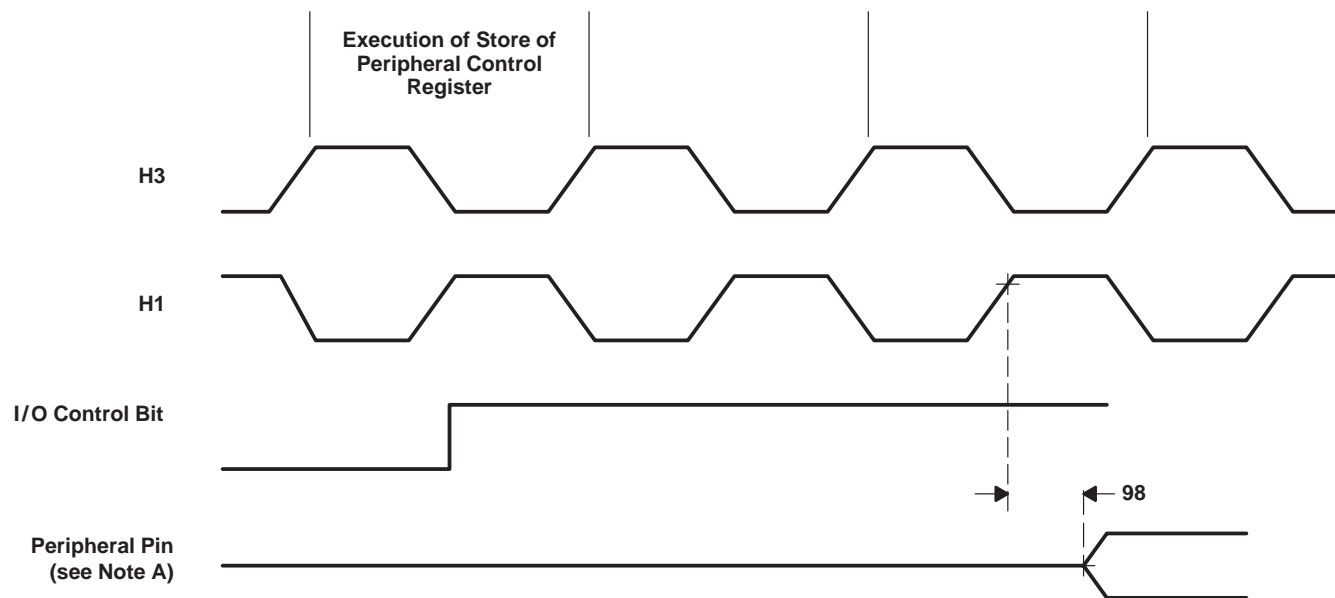 Execution of Store of
Peripheral Control
Register
H3
H1
I/O Control Bit
98
Peripheral Pin
(see Note A)